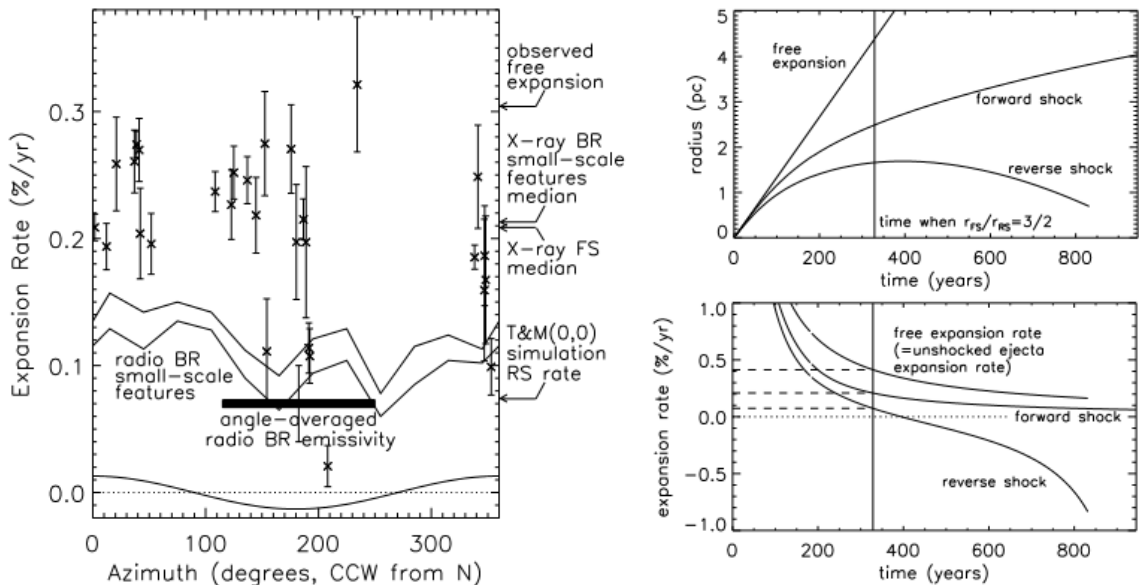 Expansion Rate (%/yr)
0.3
0.2
0.1
0.0
0
100
200
300
Azimuth (degrees, CCW from N)
radio BR
small-scale
features
angle-averaged
radio BR emissivity
observed
free
expansion
X-ray BR
small-scale
features
median
X-ray FS
median
T&M(0,0)
simulation
RS rate
radius (pc)
5
4
3
2
1
0
free
expansion
forward shock
reverse shock
time when rFS/rRS=3/2
0
200
400
600
800
time (years)
expansion rate (%/yr)
1.0
0.5
0.0
-0.5
-1.0
free expansion rate
(=unshocked ejecta
expansion rate)
forward shock
reverse shock
0
200
400
600
800
time (years)